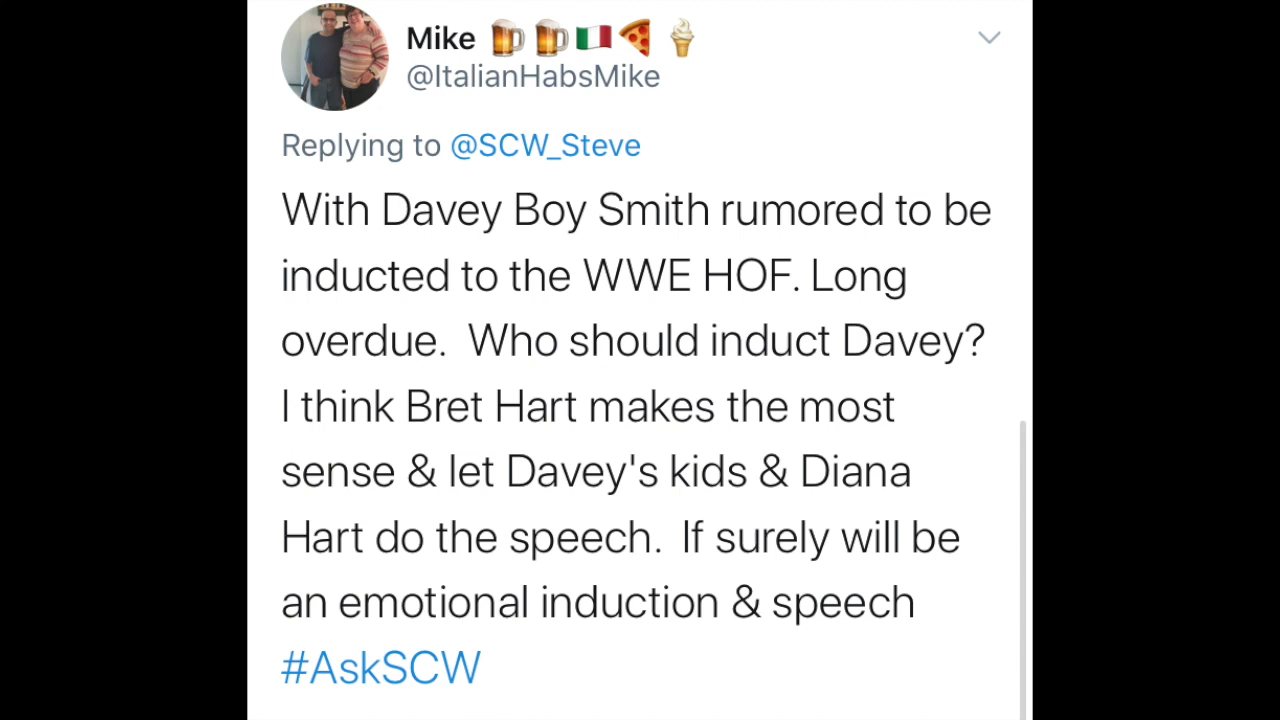 Mike 🍺🍺🇮🇹🍕🍦
@ItalianHabsMike
Replying to @SCW_Steve
With Davey Boy Smith rumored to be
inducted to the WWE HOF. Long
overdue.  Who should induct Davey?
I think Bret Hart makes the most
sense & let Davey's kids & Diana
Hart do the speech.  If surely will be
an emotional induction & speech
#AskSCW